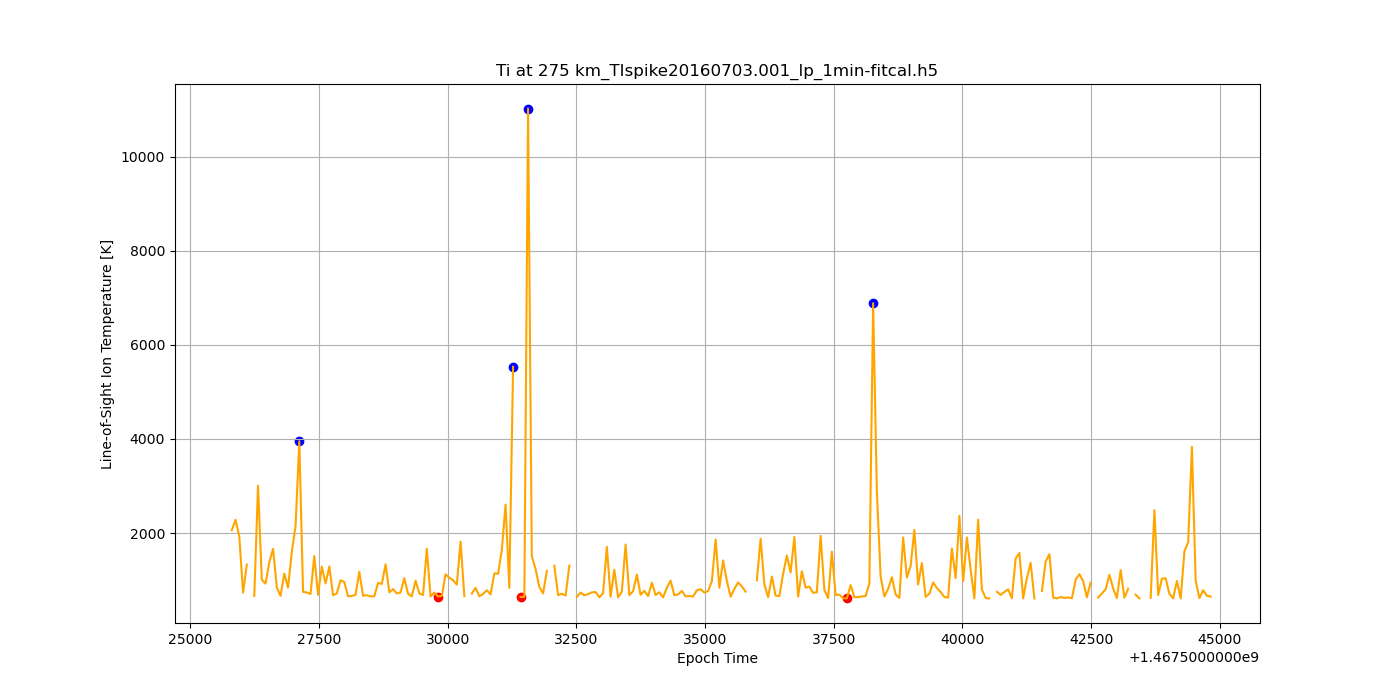 Ti at 275 km_TIspike20160703.001_lp_1min-fitcal.h5
Line-of-Sight Ion Temperature [K]
10000
8000
6000
4000
2000
25000 27500 30000 32500 35000 37500 40000 42500 45000
Epoch Time
+1.4675000000e9